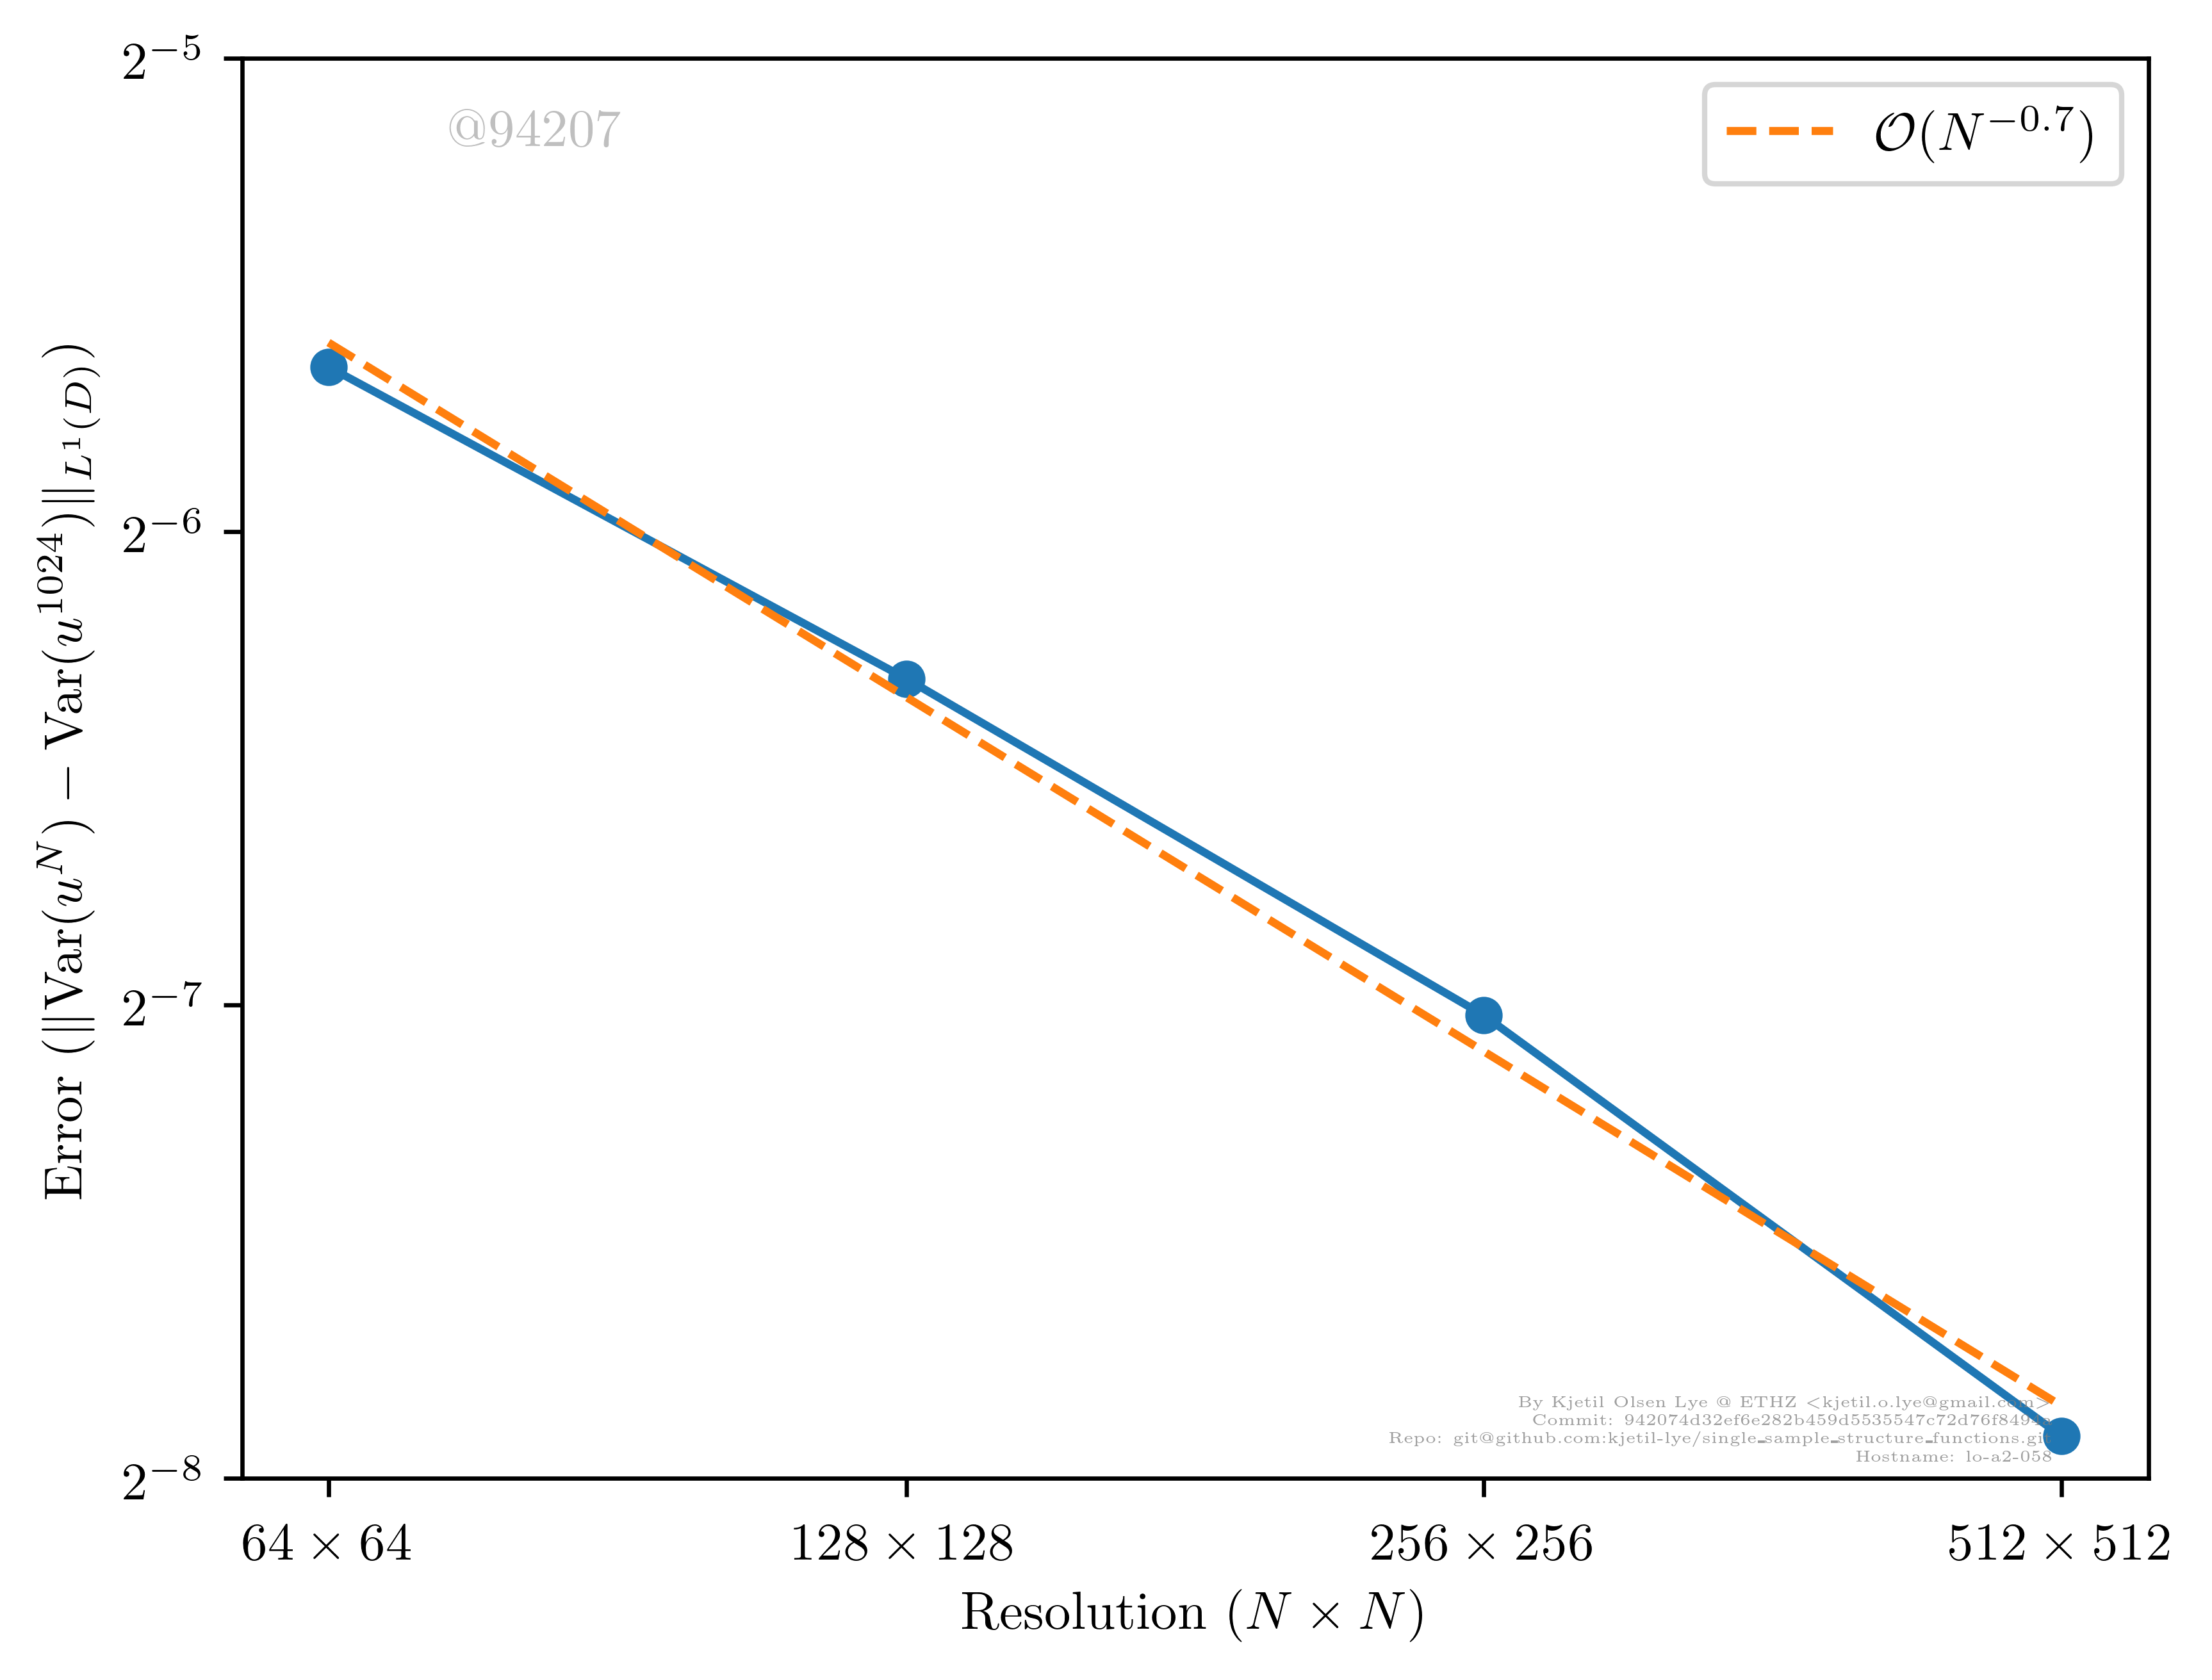 2^{-5}
@94207
𝒪(N^{-0.7})
Error (||Var(u^N) − Var(u^{1024})||_{L^1(D)})
2^{-6}
2^{-7}
2^{-8}
By Kjetil Olsen Lye @ ETHZ <kjetil.o.lye@gmail.com>
Commit:
Repo: git@github.com:kjetil-lye/single_sample_structure_functions.git
Hostname: lo-a2-058
64 × 64
128 × 128
256 × 256
512 × 512
Resolution (N × N)